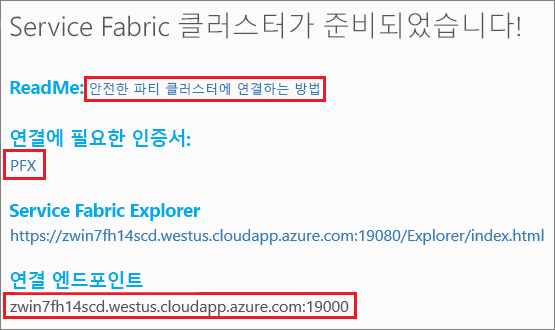 Service Fabric 클러스터가 준비되었습니다!
ReadMe: 안전한 파티 클러스터에 연결하는 방법
연결에 필요한 인증서:
PFX
Service Fabric Explorer
https://zwin7fh14scd.westus.cloudapp.azure.com:19080/Explorer/index.html
연결 엔드포인트
zwin7fh14scd.westus.cloudapp.azure.com:19000